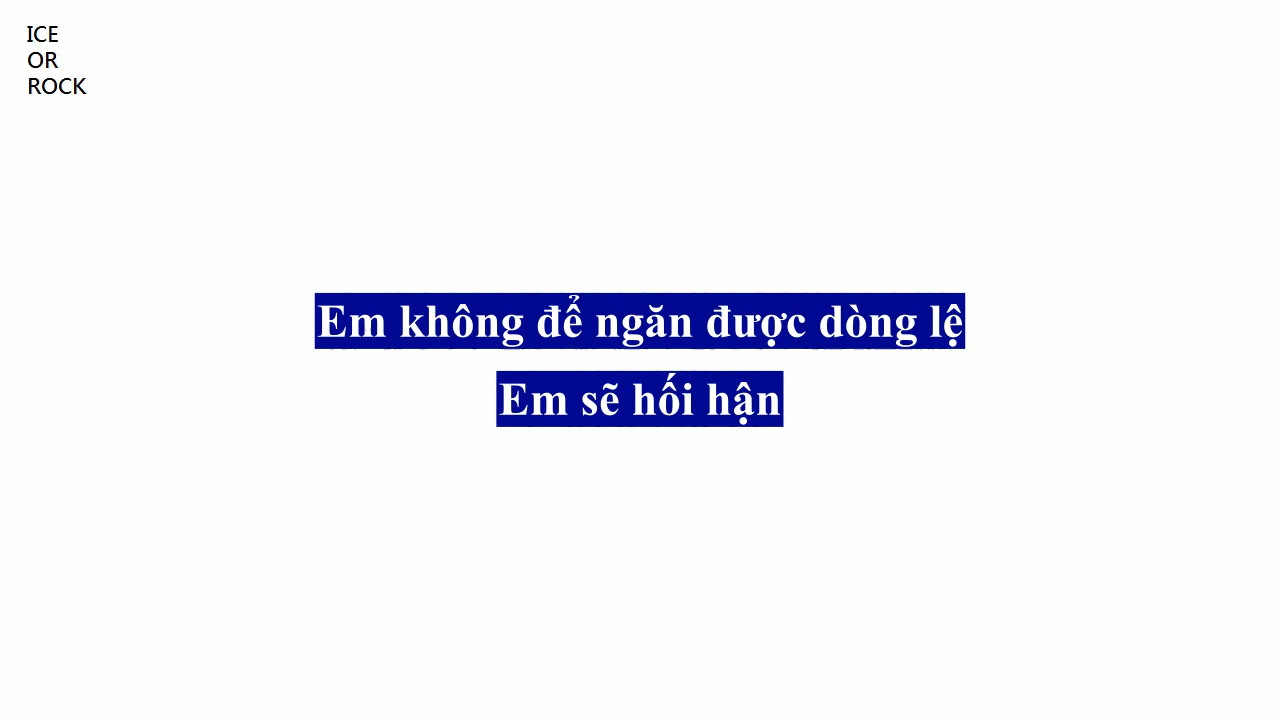 ICE
OR
ROCK
Em không để ngăn được dòng lệ
Em sẽ hối hận